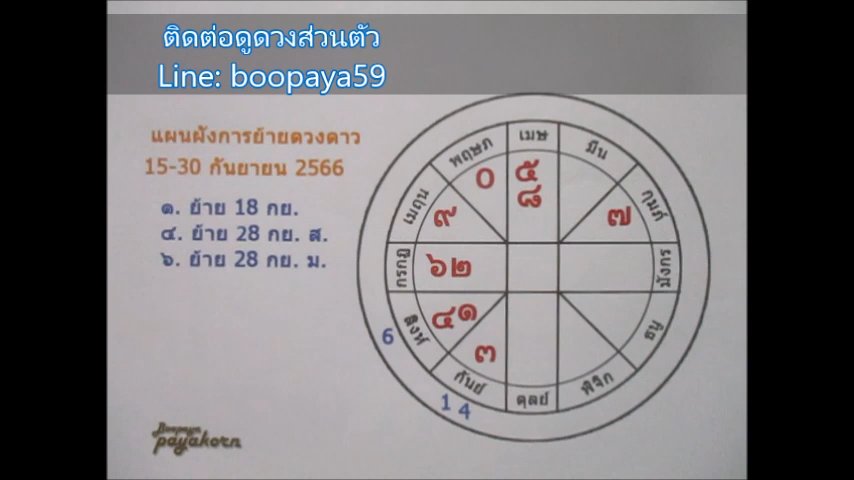 ติดต่อดูดวงส่วนตัว
Line: boopaya59
แผนผังการย้ายดวงดาว
15-30 กันยายน 2566
๑. ย้าย 18 กย.
๔. ย้าย 28 กย. ส.
๖. ย้าย 28 กย. ม.
เมษ
พฤษภ
มีน
เมถุน
กุมภ์
กรกฎ
มังกร
สิงห์
ธนู
กันย์
ตุลย์
พิจิก
๕
๘
๐
๙
๗
๖๒
๔๑
๓
6
1 4
Boopaya
payakorn